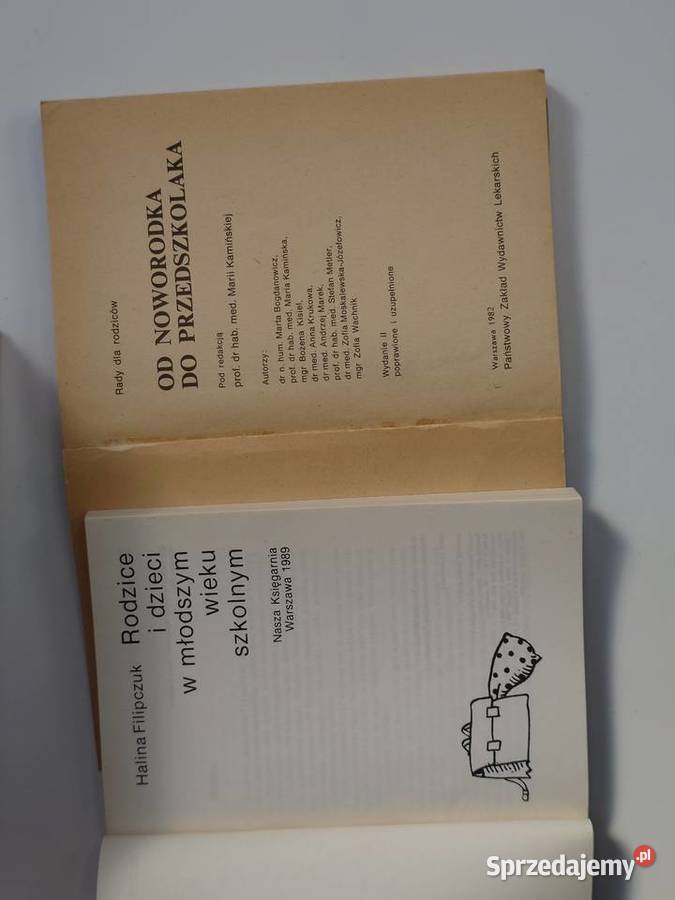 Rady dla rodziców
OD NOWORODKA
DO PRZEDSZKOLAKA
Pod redakcją
prof. dr hab. med. Marii Kamińskiej
Autorzy:
dr n. hum. Marta Bogdanowicz,
prof. dr hab. med. Maria Kamińska,
mgr Bożena Kisiel,
dr med. Anna Krukowa,
dr med. Andrzej Marek,
prof. dr hab. med. Stefan Metler,
dr med. Zofia Moskalewska-Józefowicz,
mgr Zofia Wachnik
Wydanie II
poprawione i uzupełnione
Warszawa 1982
Państwowy Zakład Wydawnictw Lekarskich
Halina Filipczuk
Rodzice
i dzieci
w młodszym
wieku
szkolnym
Nasza Księgarnia
Warszawa 1989
Sprzedajemy.pl